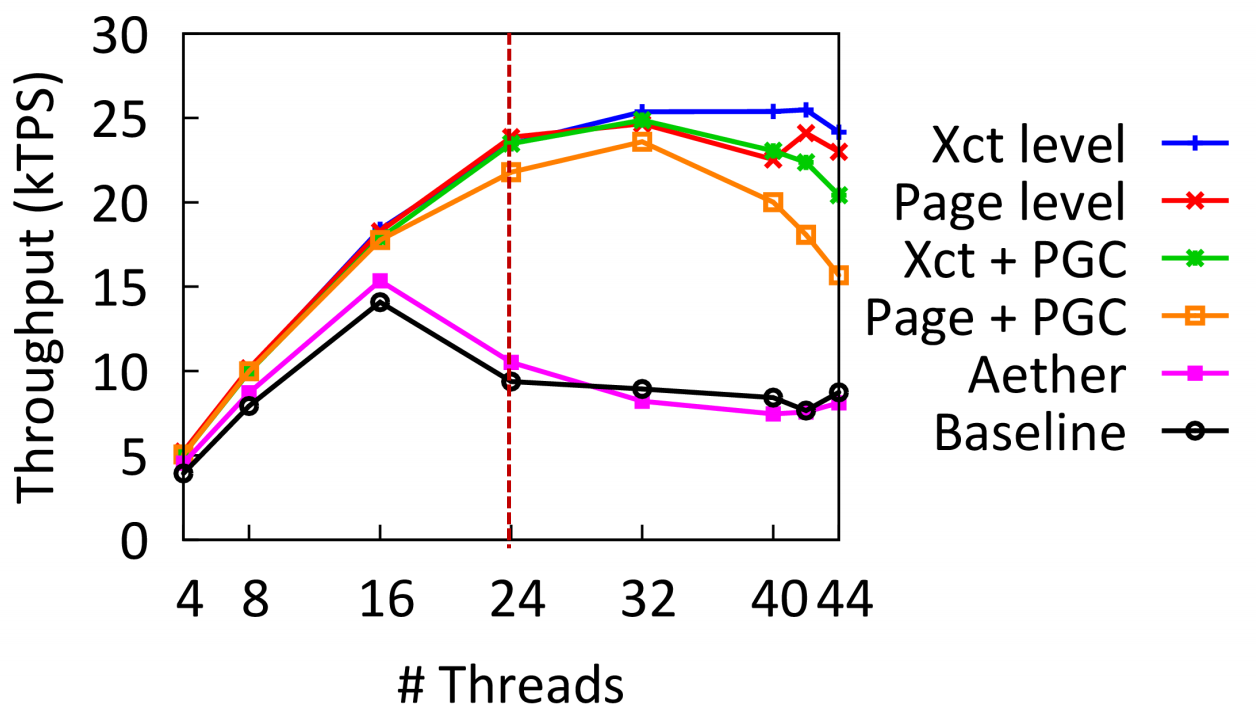 Throughput (kTPS)
30
25
20
15
10
5
0
4 8 16 24 32 40 44
# Threads
Xct level
Page level
Xct + PGC
Page + PGC
Aether
Baseline